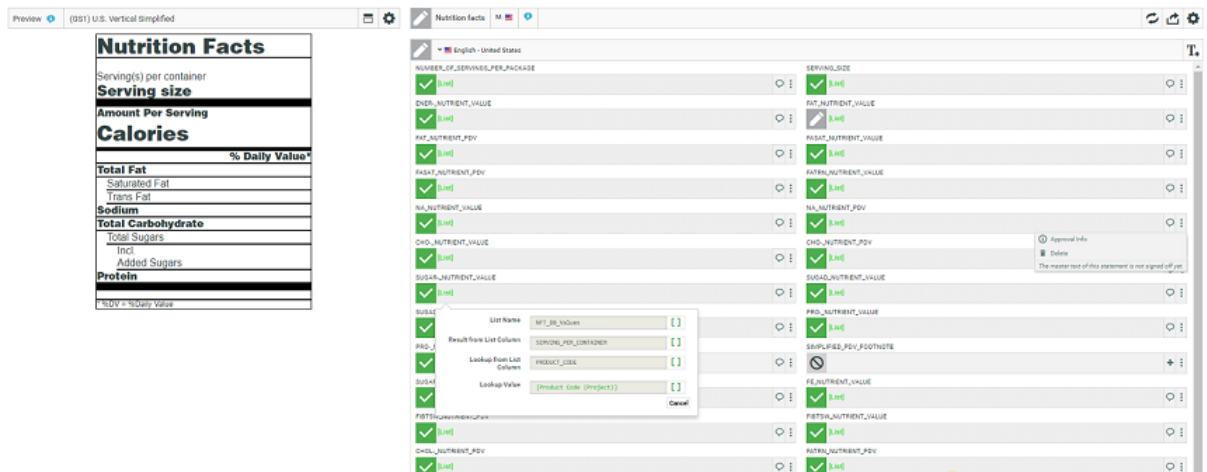 Preview
(GS1) U.S. Vertical Simplified
Nutrition Facts
Serving(s) per container
Serving size
Amount Per Serving
Calories
% Daily Value*
Total Fat
Saturated Fat
Trans Fat
Sodium
Total Carbohydrate
Total Sugars
Incl.
Added Sugars
Protein
* %DV = %Daily Value
Nutrition facts M
English - United States
NUMBER_OF_SERVINGS_PER_PACKAGE
[List]
SERVING_SIZE
[List]
ENER-_NUTRIENT_VALUE
[List]
FAT_NUTRIENT_VALUE
[List]
FAT_NUTRIENT_PDV
[List]
FASAT_NUTRIENT_VALUE
[List]
FASAT_NUTRIENT_PDV
[List]
FATRN_NUTRIENT_VALUE
[List]
NA_NUTRIENT_VALUE
[List]
NA_NUTRIENT_PDV
[List]
CHO-_NUTRIENT_VALUE
[List]
CHO-_NUTRIENT_PDV
[List]
Approval Info
Delete
The master text of this statement is not signed off yet.
SUGAR-_NUTRIENT_VALUE
[List]
SUGAD_NUTRIENT_VALUE
[List]
SUGAD
PRO-_NUTRIENT_VALUE
[List]
List Name
NFT_DB_Values
[ ]
Result from List Column
SERVING_PER_CONTAINER
[ ]
Lookup from List
Column
PRODUCT_CODE
[ ]
Lookup Value
[Product Code (Project)]
[ ]
Cancel
PRO-_
SIMPLIFIED_PDV_FOOTNOTE
SUGAR
FE_NUTRIENT_VALUE
[List]
FIBTSW_NUTRIENT_PDV
[List]
FIBTSW_NUTRIENT_VALUE
[List]
CHOL-_NUTRIENT_PDV
[List]
FATRN_NUTRIENT_PDV
[List]